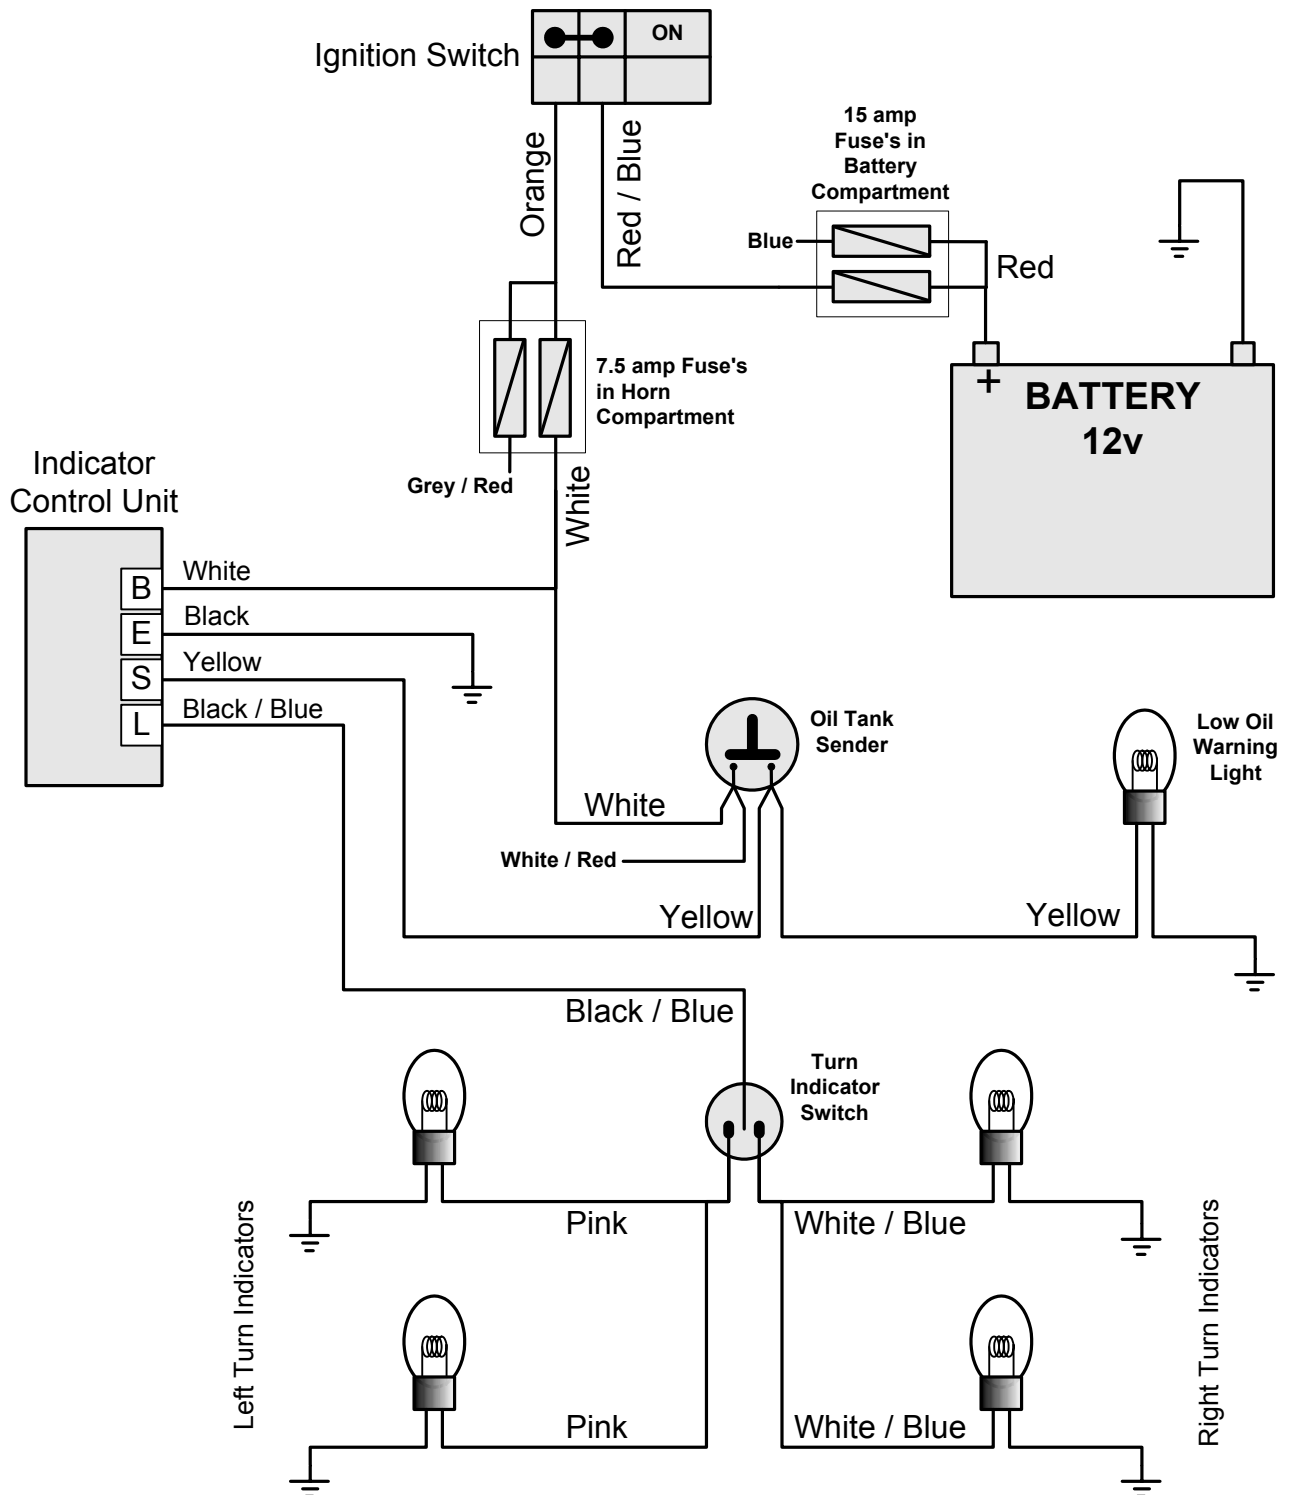 ON
Ignition Switch
Orange
Red / Blue
15 amp
Fuse's in
Battery
Compartment
Blue
Red
7.5 amp Fuse's
in Horn
Compartment
+
BATTERY
12v
Grey / Red
White
Indicator
Control Unit
B
White
E
Black
S
Yellow
L
Black / Blue
Oil Tank
Sender
Low Oil
Warning
Light
White
White / Red
Yellow
Yellow
Black / Blue
Turn
Indicator
Switch
Pink
White / Blue
Left Turn Indicators
Right Turn Indicators
Pink
White / Blue